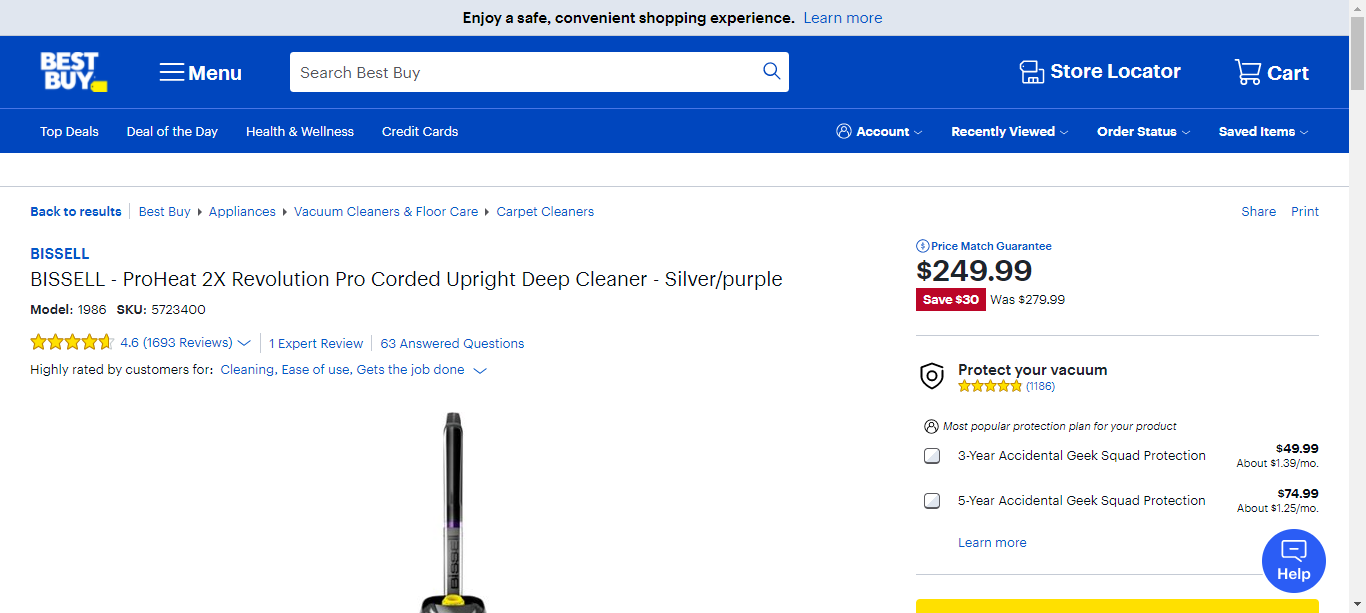 Enjoy a safe, convenient shopping experience. Learn more
BEST BUY
Menu
Search Best Buy
Store Locator
Cart
Top Deals
Deal of the Day
Health & Wellness
Credit Cards
Account
Recently Viewed
Order Status
Saved Items
Back to results
Best Buy
Appliances
Vacuum Cleaners & Floor Care
Carpet Cleaners
Share
Print
BISSELL
BISSELL - ProHeat 2X Revolution Pro Corded Upright Deep Cleaner - Silver/purple
Model: 1986 SKU: 5723400
4.6 (1693 Reviews)
1 Expert Review
63 Answered Questions
Highly rated by customers for: Cleaning, Ease of use, Gets the job done
BISSELL
Price Match Guarantee
$249.99
Save $30 Was $279.99
Protect your vacuum
(1186)
Most popular protection plan for your product
3-Year Accidental Geek Squad Protection
$49.99
About $1.39/mo.
5-Year Accidental Geek Squad Protection
$74.99
About $1.25/mo.
Learn more
Help